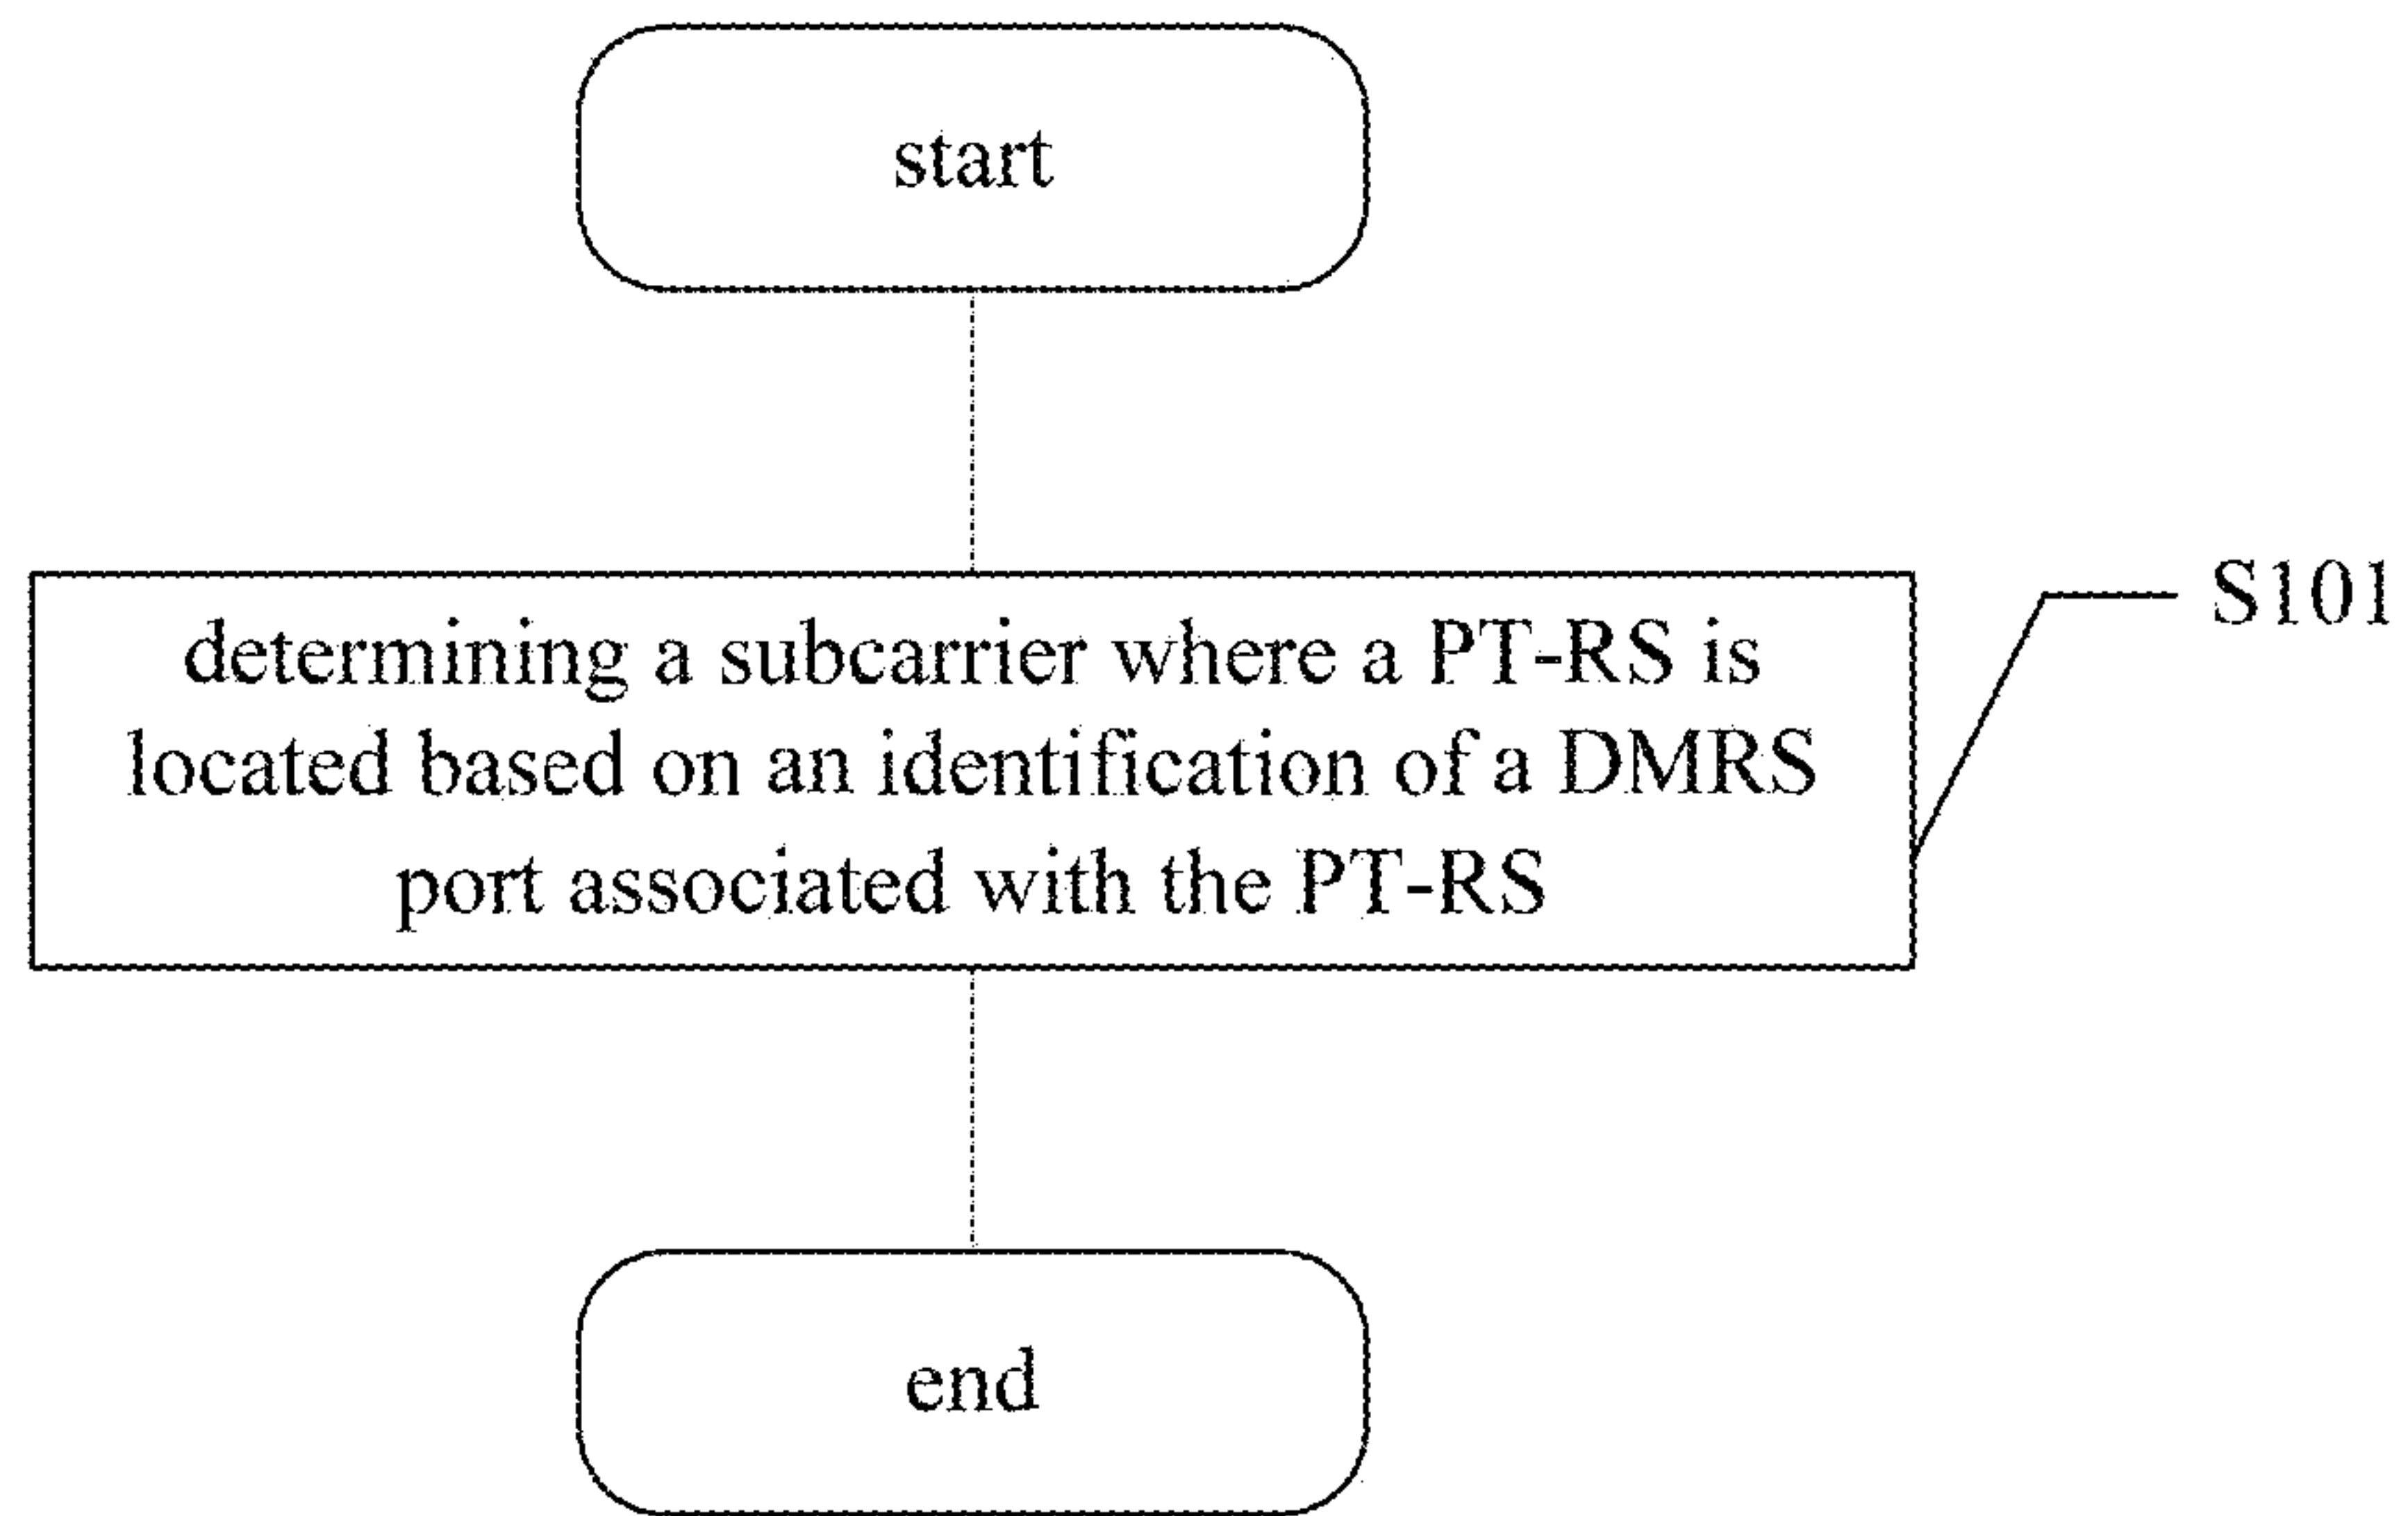 start
determining a subcarrier where a PT-RS is
S101
located based on an identification of a DMRS
port associated with the PT-RS
end